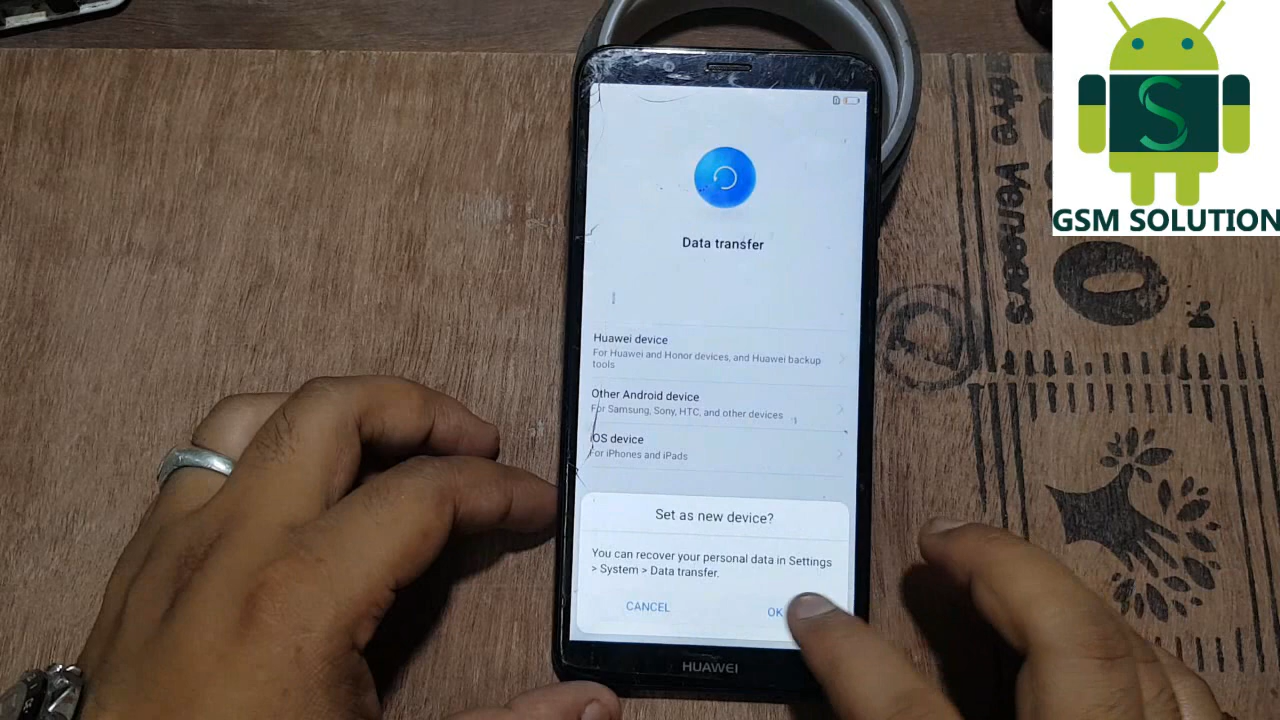 GSM SOLUTION
Data transfer
Huawei device
For Huawei and Honor devices, and Huawei backup
tools
Other Android device
For Samsung, Sony, HTC, and other devices
iOS device
For iPhones and iPads
Set as new device?
You can recover your personal data in Settings
> System > Data transfer.
CANCEL
OK
HUAWEI
the Veneers